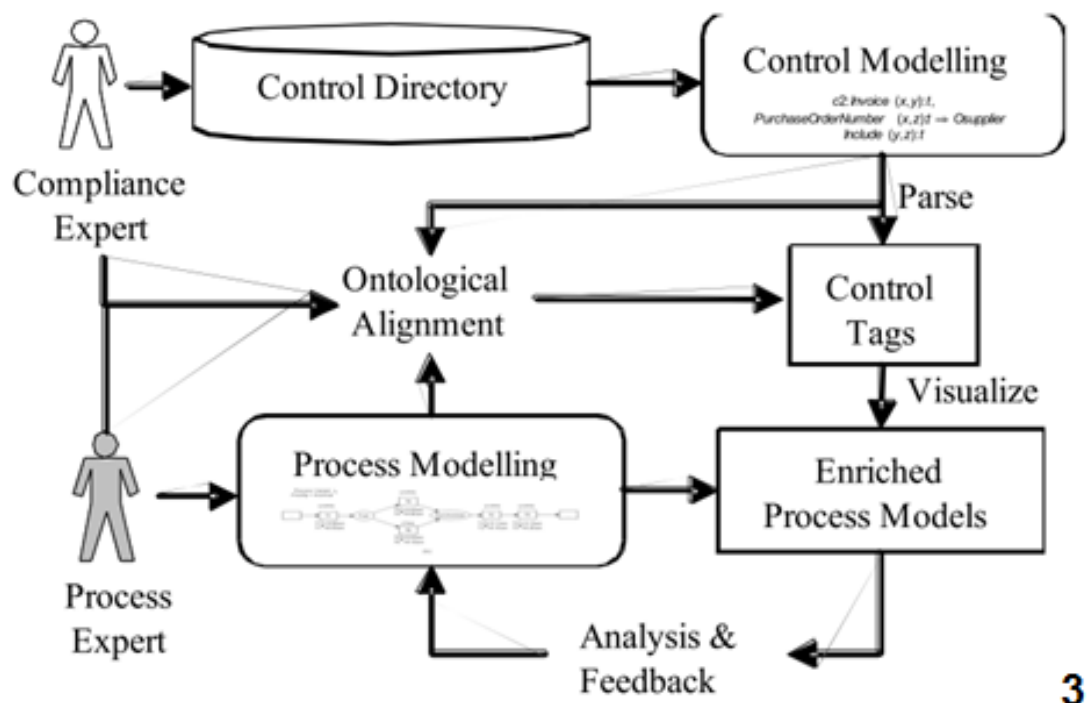 Control Directory
Control Modelling
c2:Invoice (x,y):t,
PurchaseOrderNumber (x,z):t → Osupplier
Include (y,z):t
Compliance
Expert
Parse
Ontological
Alignment
Control
Tags
Visualize
Process Modelling
Enriched
Process Models
Process
Expert
Analysis &
Feedback
3